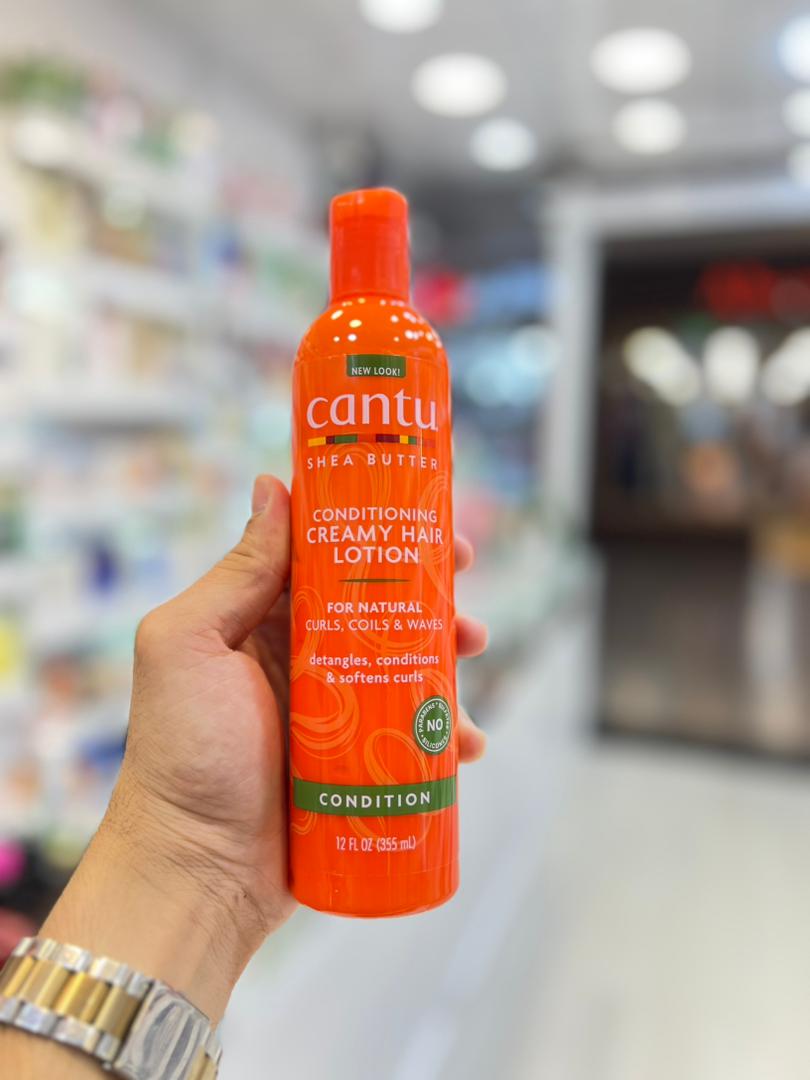 NEW LOOK!
cantu
SHEA BUTTER
CONDITIONING
CREAMY HAIR
LOTION
FOR NATURAL
CURLS, COILS & WAVES
detangles, conditions
& softens curls
NO
SILICONES
CONDITION
12 FL OZ (355 mL)